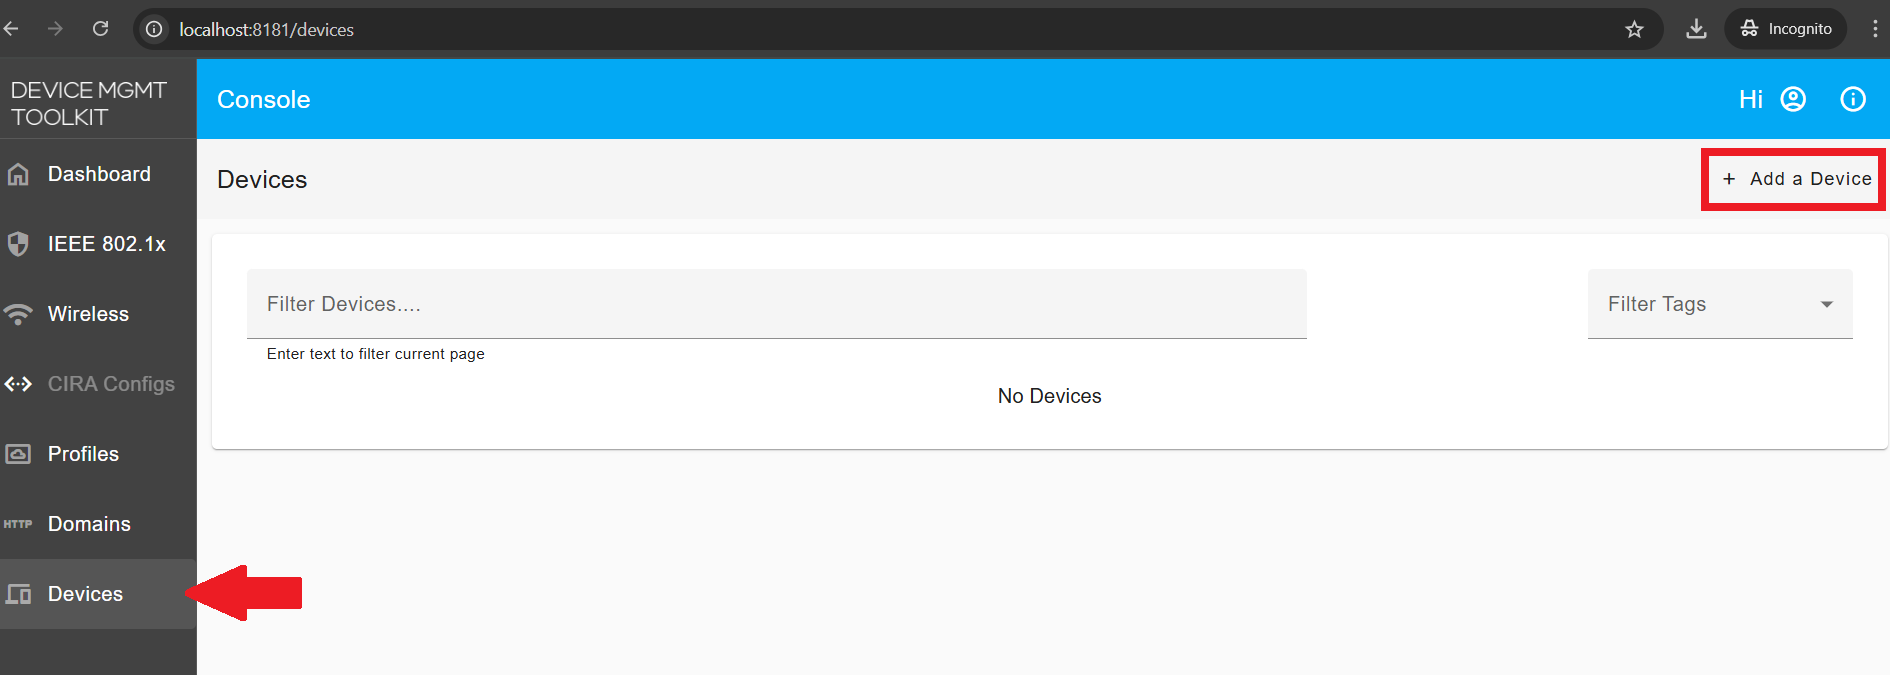 localhost:8181/devices
Incognito
DEVICE MGMT
TOOLKIT
Console
Hi
Dashboard
IEEE 802.1x
Wireless
CIRA Configs
Profiles
HTTP Domains
Devices
Devices
+ Add a Device
Filter Devices....
Filter Tags
Enter text to filter current page
No Devices